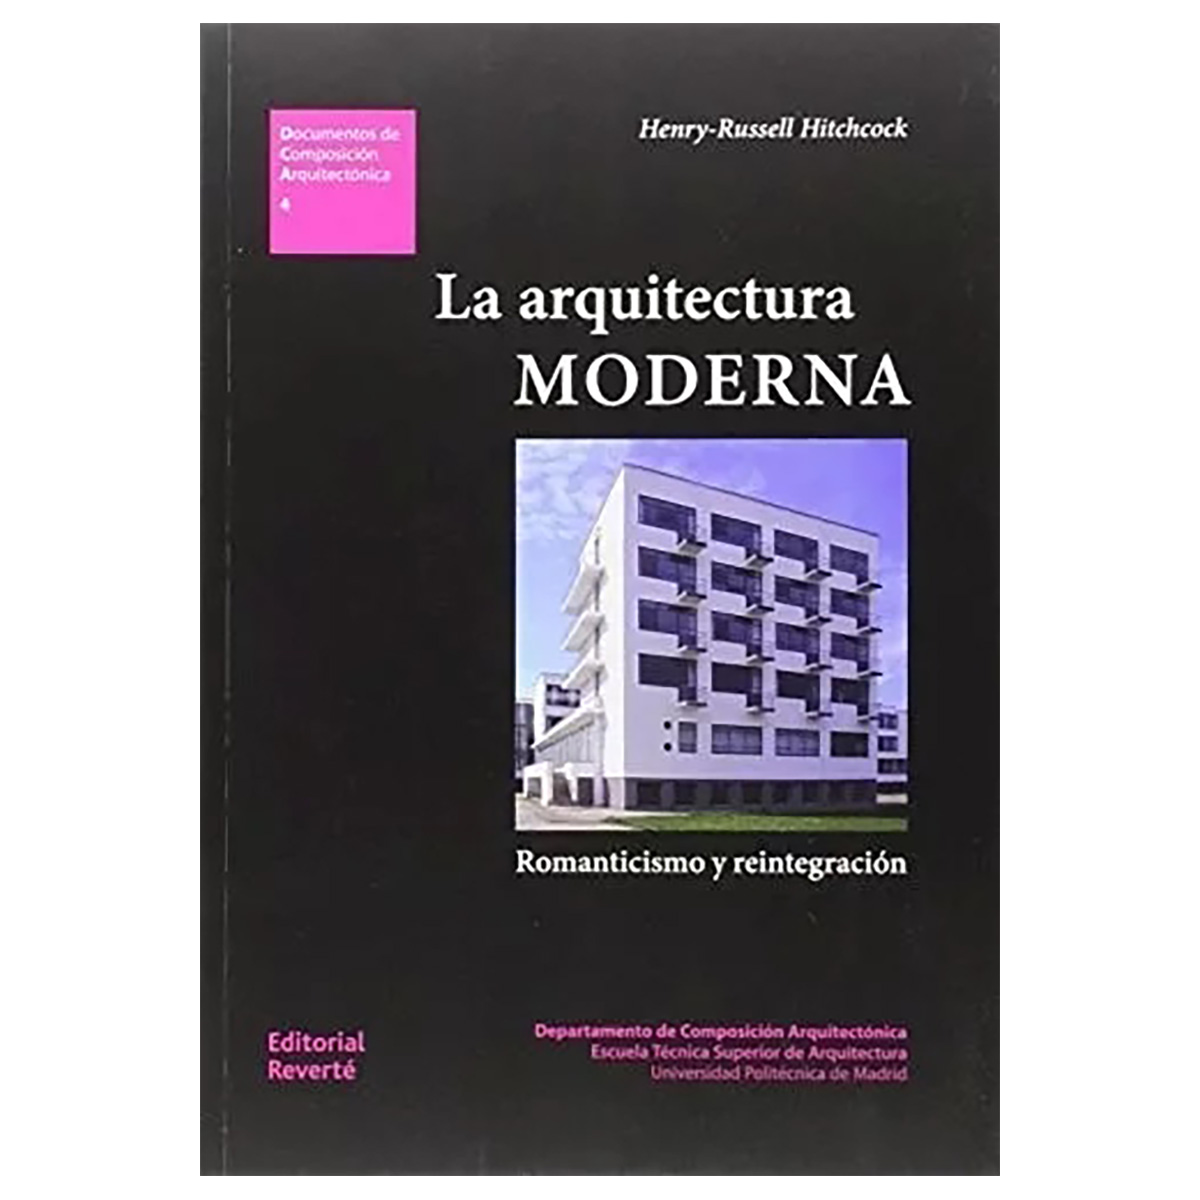 Documentos de
Composición
Arquitectónica
4
Henry-Russell Hitchcock
La arquitectura
MODERNA
Romanticismo y reintegración
Editorial
Reverté
Departamento de Composición Arquitectónica
Escuela Técnica Superior de Arquitectura
Universidad Politécnica de Madrid